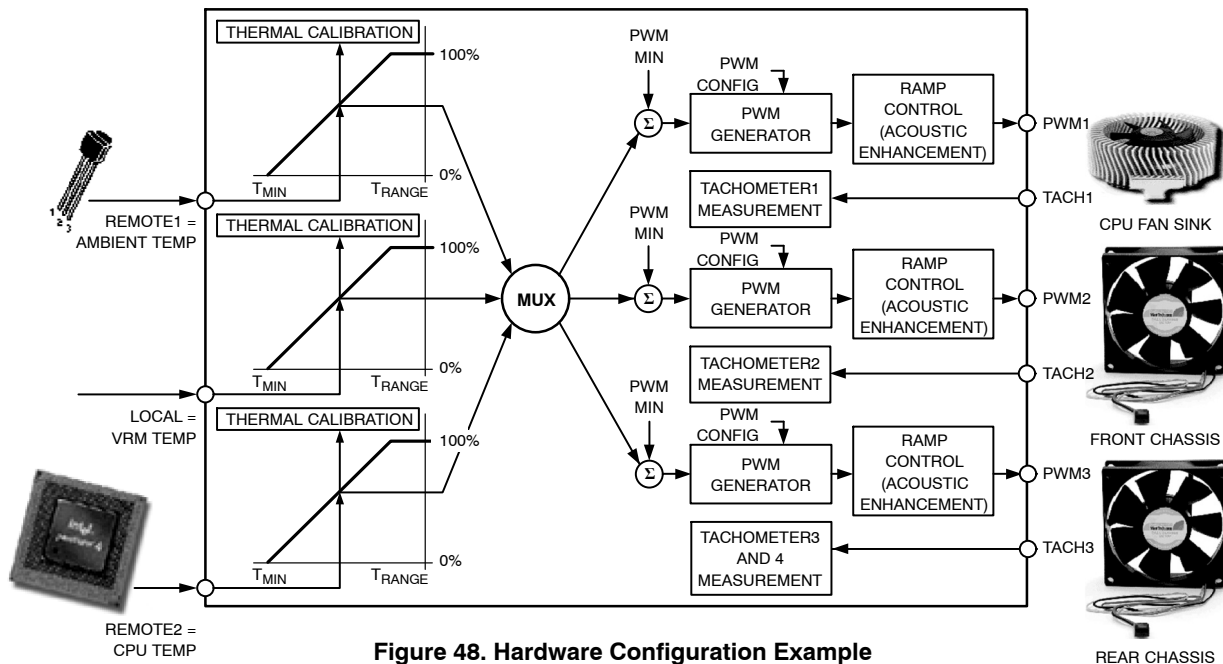 THERMAL CALIBRATION
100%
0%
T_MIN
T_RANGE
REMOTE1 =
AMBIENT TEMP
1
2
3
THERMAL CALIBRATION
100%
0%
T_MIN
T_RANGE
LOCAL =
VRM TEMP
THERMAL CALIBRATION
100%
0%
T_MIN
T_RANGE
REMOTE2 =
CPU TEMP
MUX
PWM
MIN
Σ
PWM
CONFIG
PWM
GENERATOR
RAMP
CONTROL
(ACOUSTIC
ENHANCEMENT)
PWM1
TACHOMETER1
MEASUREMENT
TACH1
CPU FAN SINK
PWM
MIN
Σ
PWM
CONFIG
PWM
GENERATOR
RAMP
CONTROL
(ACOUSTIC
ENHANCEMENT)
PWM2
TACHOMETER2
MEASUREMENT
TACH2
FRONT CHASSIS
PWM
MIN
Σ
PWM
CONFIG
PWM
GENERATOR
RAMP
CONTROL
(ACOUSTIC
ENHANCEMENT)
PWM3
TACHOMETER3
AND 4
MEASUREMENT
TACH3
REAR CHASSIS
intel
Figure 48. Hardware Configuration Example